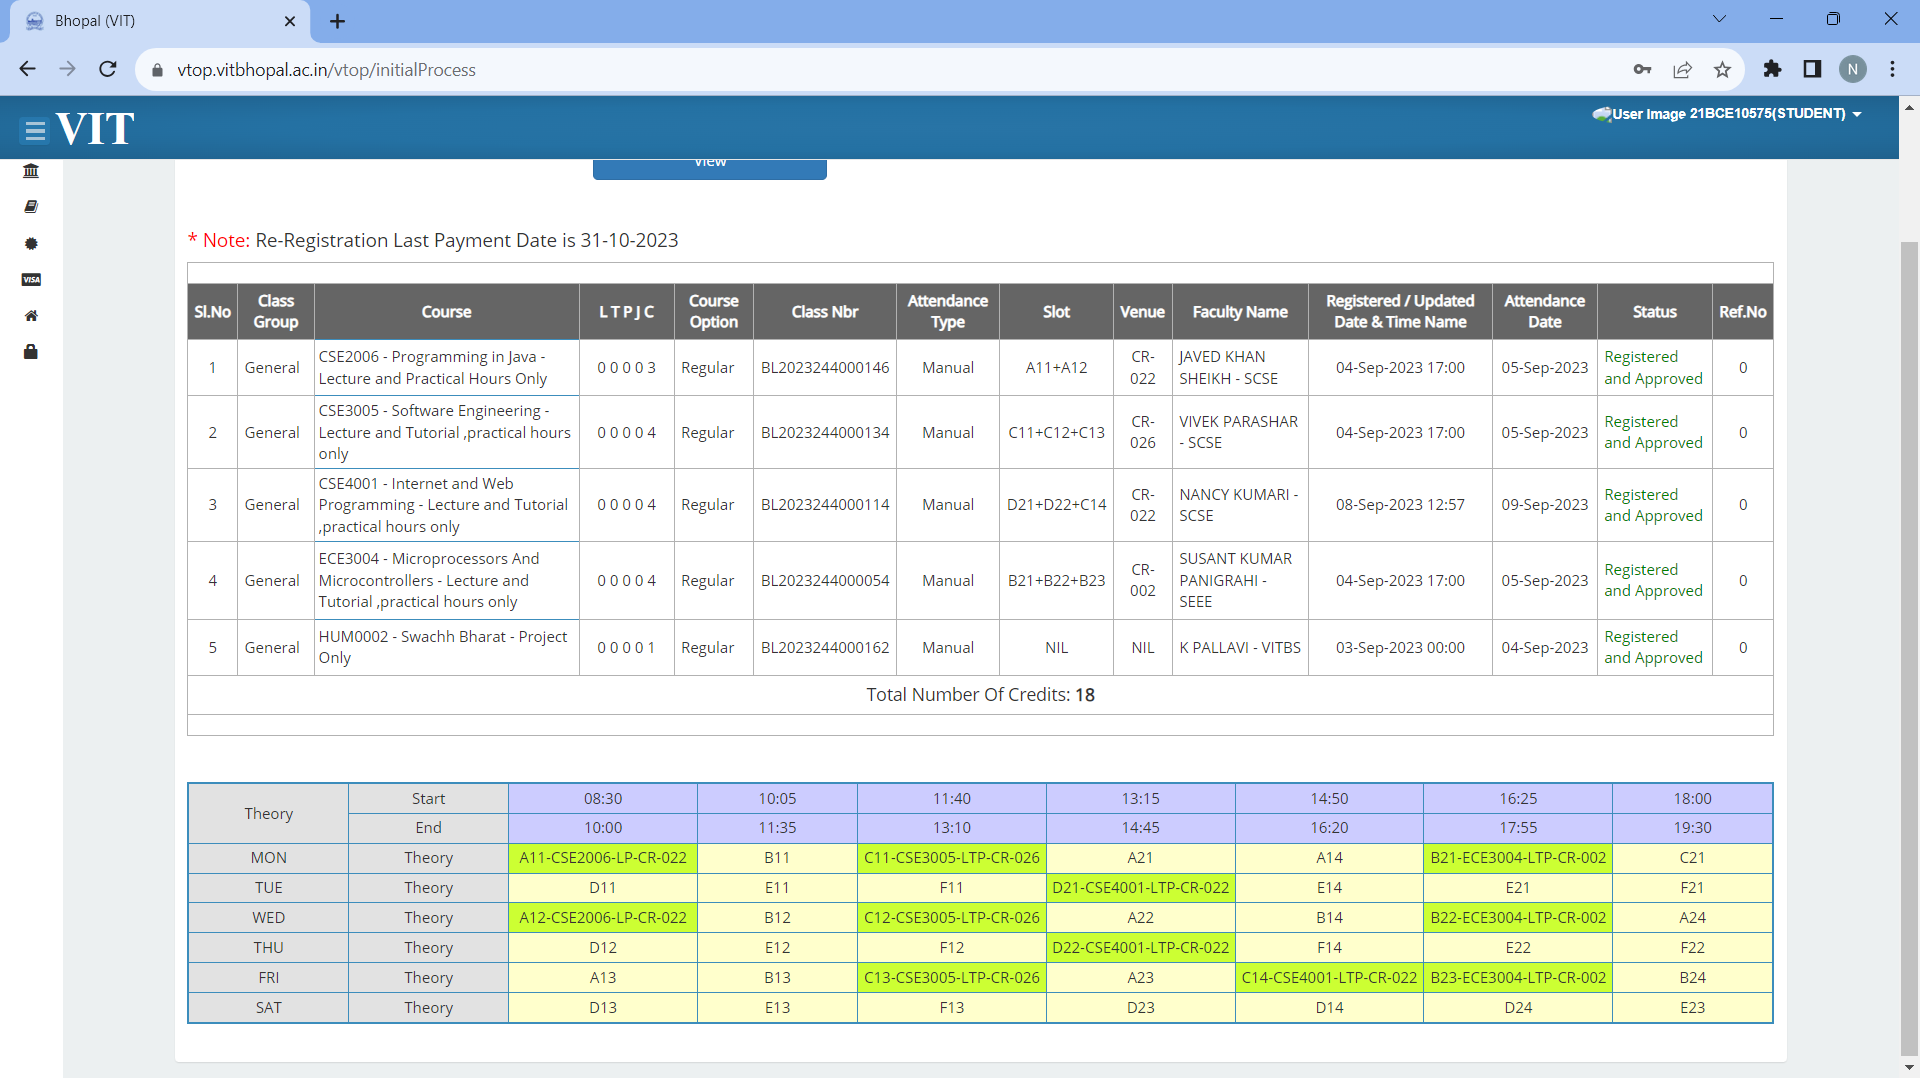 Bhopal (VIT)
vtop.vitbhopal.ac.in/vtop/initialProcess
N
VIT
User Image 21BCE10575(STUDENT)
VISA
View
* Note: Re-Registration Last Payment Date is 31-10-2023
Sl.No Class Group Course L T P J C Course Option Class Nbr Attendance Type Slot Venue Faculty Name Registered / Updated Date & Time Name Attendance Date Status Ref.No
1 General CSE2006 - Programming in Java - Lecture and Practical Hours Only 0 0 0 0 3 Regular BL2023244000146 Manual A11+A12 CR-022 JAVED KHAN SHEIKH - SCSE 04-Sep-2023 17:00 05-Sep-2023 Registered and Approved 0
2 General CSE3005 - Software Engineering - Lecture and Tutorial ,practical hours only 0 0 0 0 4 Regular BL2023244000134 Manual C11+C12+C13 CR-026 VIVEK PARASHAR - SCSE 04-Sep-2023 17:00 05-Sep-2023 Registered and Approved 0
3 General CSE4001 - Internet and Web Programming - Lecture and Tutorial ,practical hours only 0 0 0 0 4 Regular BL2023244000114 Manual D21+D22+C14 CR-022 NANCY KUMARI - SCSE 08-Sep-2023 12:57 09-Sep-2023 Registered and Approved 0
4 General ECE3004 - Microprocessors And Microcontrollers - Lecture and Tutorial ,practical hours only 0 0 0 0 4 Regular BL2023244000054 Manual B21+B22+B23 CR-002 SUSANT KUMAR PANIGRAHI - SEEE 04-Sep-2023 17:00 05-Sep-2023 Registered and Approved 0
5 General HUM0002 - Swachh Bharat - Project Only 0 0 0 0 1 Regular BL2023244000162 Manual NIL NIL K PALLAVI - VITBS 03-Sep-2023 00:00 04-Sep-2023 Registered and Approved 0
Total Number Of Credits: 18
Theory Start 08:30 10:05 11:40 13:15 14:50 16:25 18:00
End 10:00 11:35 13:10 14:45 16:20 17:55 19:30
MON Theory A11-CSE2006-LP-CR-022 B11 C11-CSE3005-LTP-CR-026 A21 A14 B21-ECE3004-LTP-CR-002 C21
TUE Theory D11 E11 F11 D21-CSE4001-LTP-CR-022 E14 E21 F21
WED Theory A12-CSE2006-LP-CR-022 B12 C12-CSE3005-LTP-CR-026 A22 B14 B22-ECE3004-LTP-CR-002 A24
THU Theory D12 E12 F12 D22-CSE4001-LTP-CR-022 F14 E22 F22
FRI Theory A13 B13 C13-CSE3005-LTP-CR-026 A23 C14-CSE4001-LTP-CR-022 B23-ECE3004-LTP-CR-002 B24
SAT Theory D13 E13 F13 D23 D14 D24 E23